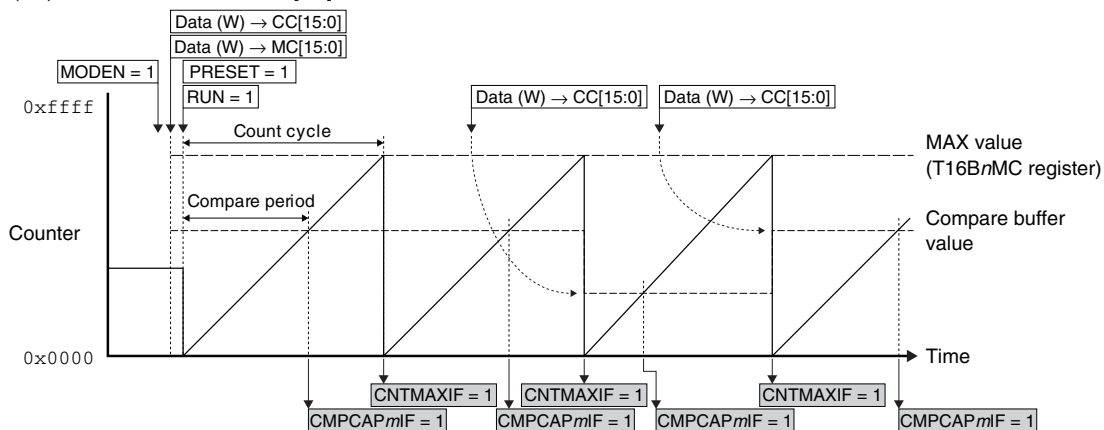 Data (W) → CC[15:0]
Data (W) → MC[15:0]
MODEN = 1
PRESET = 1
RUN = 1
Data (W) → CC[15:0]
Data (W) → CC[15:0]
0xffff
Count cycle
MAX value
(T16BnMC register)
Compare period
Compare buffer
value
Counter
0x0000
Time
CNTMAXIF = 1
CNTMAXIF = 1
CNTMAXIF = 1
CMPCAPmIF = 1
CMPCAPmIF = 1
CMPCAPmIF = 1
CMPCAPmIF = 1